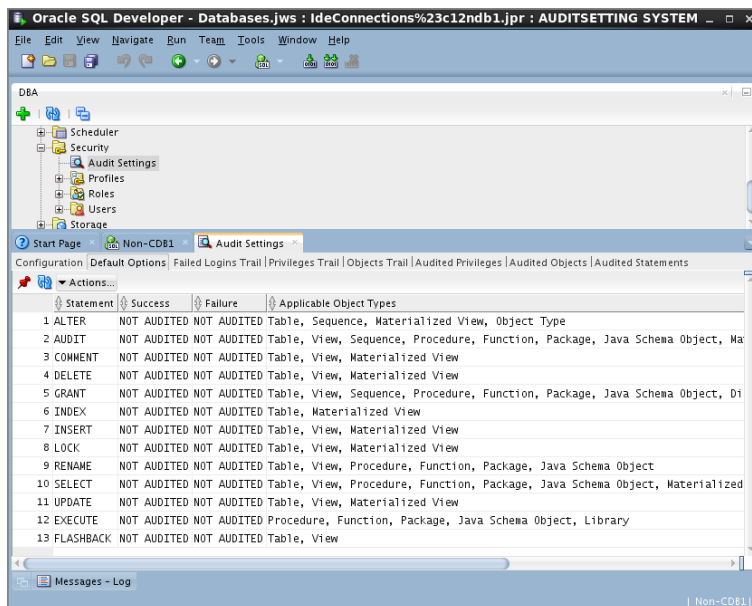 Oracle SQL Developer - Databases.jws : IdeConnections%23c12ndb1.jpr : AUDITSETTING SYSTEM
File Edit View Navigate Run Team Tools Window Help
DBA
Scheduler
Security
Audit Settings
Profiles
Roles
Users
Storage
Start Page Non-CDB1 Audit Settings
Configuration Default Options Failed Logins Trail Privileges Trail Objects Trail Audited Privileges Audited Objects Audited Statements
Actions...
Statement Success Failure Applicable Object Types
1 ALTER NOT AUDITED NOT AUDITED Table, Sequence, Materialized View, Object Type
2 AUDIT NOT AUDITED NOT AUDITED Table, View, Sequence, Procedure, Function, Package, Java Schema Object, Ma
3 COMMENT NOT AUDITED NOT AUDITED Table, View, Materialized View
4 DELETE NOT AUDITED NOT AUDITED Table, View, Materialized View
5 GRANT NOT AUDITED NOT AUDITED Table, View, Sequence, Procedure, Function, Package, Java Schema Object, Di
6 INDEX NOT AUDITED NOT AUDITED Table, Materialized View
7 INSERT NOT AUDITED NOT AUDITED Table, View, Materialized View
8 LOCK NOT AUDITED NOT AUDITED Table, View, Materialized View
9 RENAME NOT AUDITED NOT AUDITED Table, View, Procedure, Function, Package, Java Schema Object
10 SELECT NOT AUDITED NOT AUDITED Table, View, Sequence, Procedure, Function, Package, Java Schema Object, Materialized
11 UPDATE NOT AUDITED NOT AUDITED Table, View, Materialized View
12 EXECUTE NOT AUDITED NOT AUDITED Procedure, Function, Package, Java Schema Object, Library
13 FLASHBACK NOT AUDITED NOT AUDITED Table, View
Messages - Log
Non-CDB1